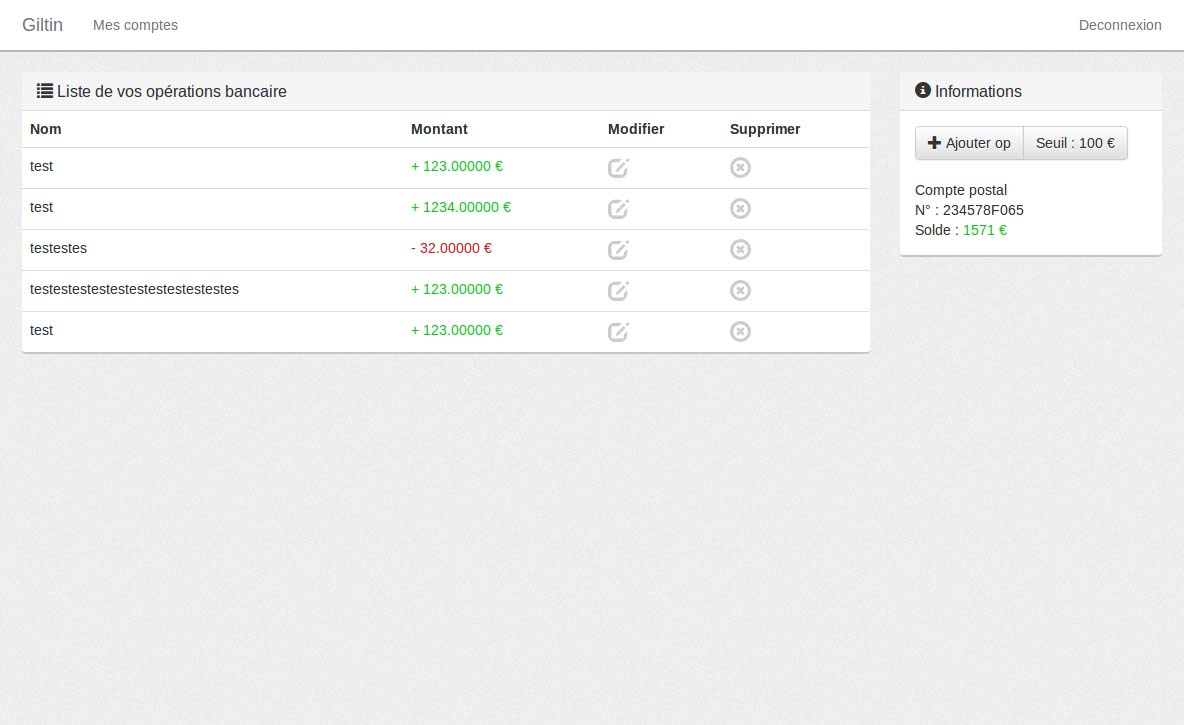 Giltin Mes comptes Deconnexion
Liste de vos opérations bancaire
Nom Montant Modifier Supprimer
test + 123.00000 €
test + 1234.00000 €
testestes - 32.00000 €
testestestestestestestestestestes + 123.00000 €
test + 123.00000 €
Informations
Ajouter op Seuil : 100 €
Compte postal
N° : 234578F065
Solde : 1571 €